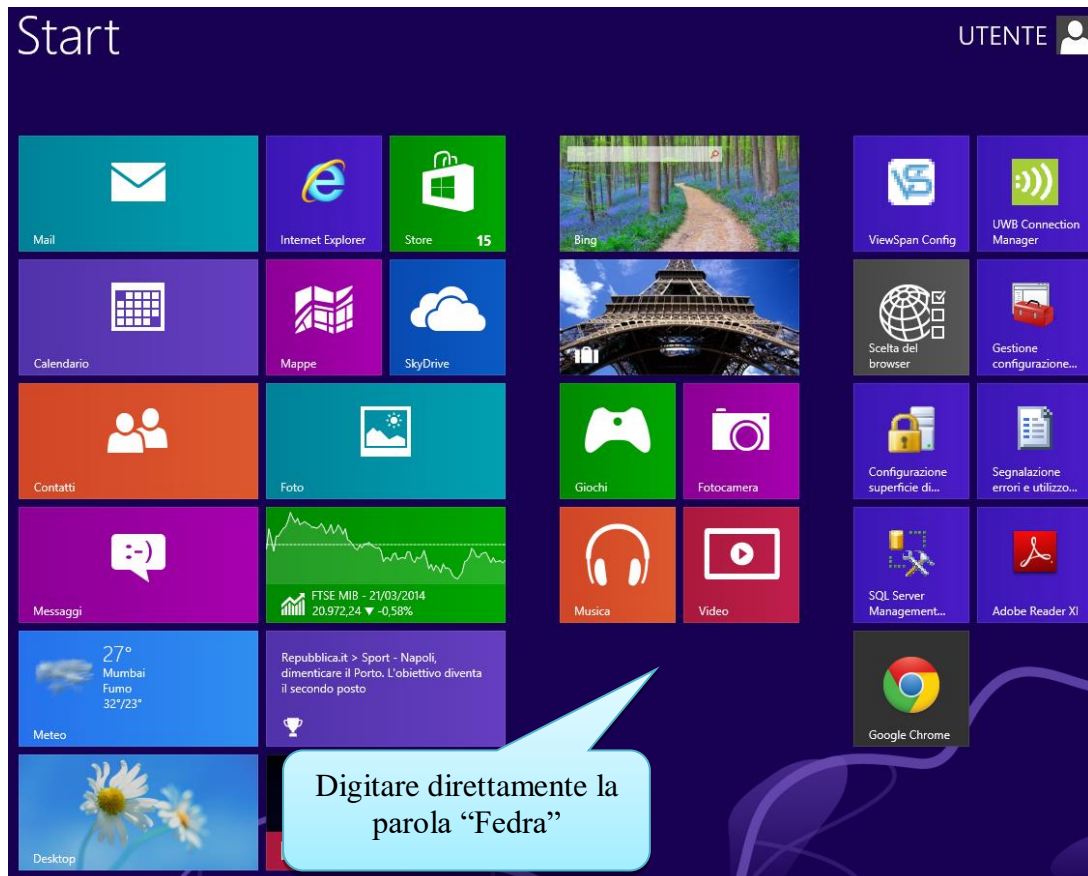 Start
UTENTE
Mail
Internet Explorer
Store 15
Bing
ViewSpan Config
UWB Connection
Manager
Calendario
Mappe
SkyDrive
Scelta del
browser
Gestione
configurazione...
Contatti
Foto
Giochi
Fotocamera
Configurazione
superficie di...
Segnalazione
errori e utilizzo...
Messaggi
FTSE MIB - 21/03/2014
20.972,24 ▼ -0,58%
Musica
Video
SQL Server
Management...
Adobe Reader XI
27°
Mumbai
Fumo
32°/23°
Meteo
Repubblica.it > Sport - Napoli,
dimenticare il Porto. L'obiettivo diventa
il secondo posto
Google Chrome
Desktop
Digitare direttamente la
parola “Fedra”